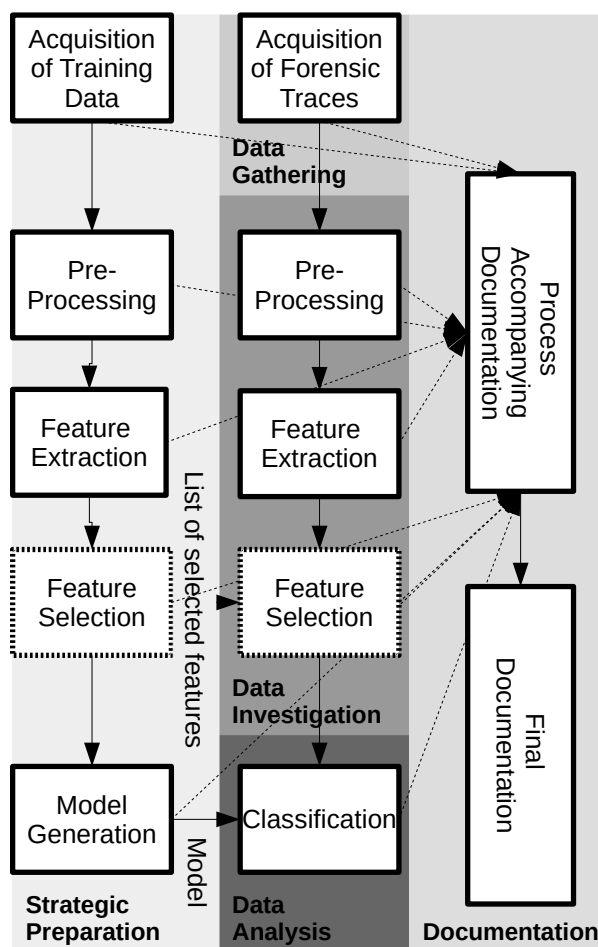 Acquisition
of Training
Data
Acquisition
of Forensic
Traces
Data
Gathering
Pre-
Processing
Pre-
Processing
Process
Accompanying
Documentation
Feature
Extraction
Feature
Extraction
List of selected features
Feature
Selection
Feature
Selection
Data
Investigation
Final
Documentation
Model
Generation
Model
Classification
Strategic
Preparation
Data
Analysis
Documentation